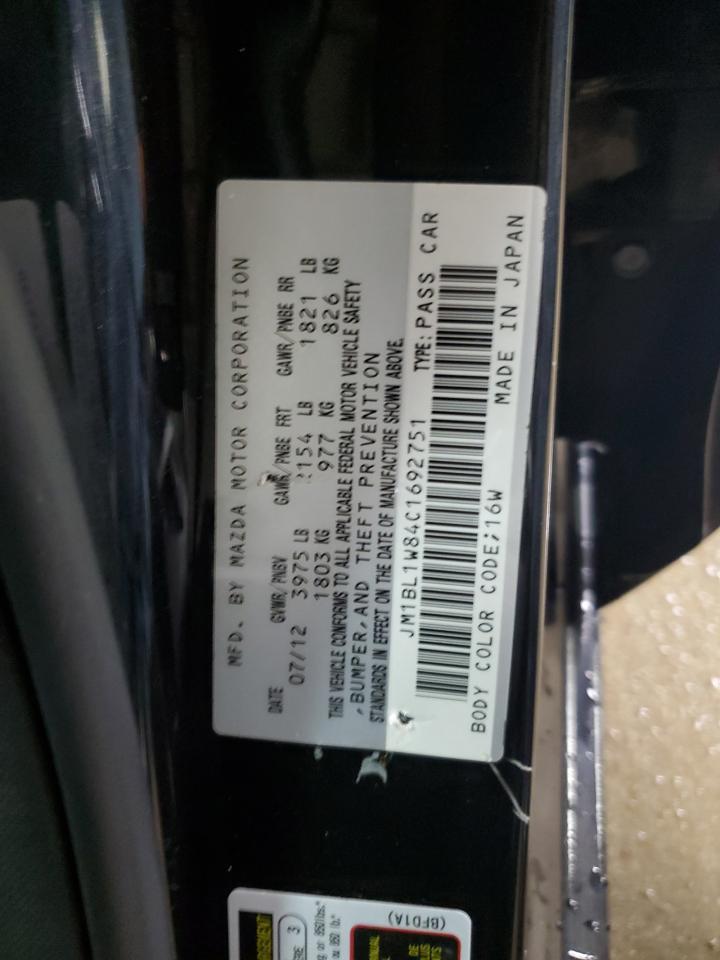 MFD. BY MAZDA MOTOR CORPORATION
DATE GVWR/PNBV GAWR/PNBE FRT GAWR/PNBE RR
07/12 3975 LB 2154 LB 1821 LB
1803 KG 977 KG 826 KG
THIS VEHICLE CONFORMS TO ALL APPLICABLE FEDERAL MOTOR VEHICLE SAFETY
,BUMPER,AND THEFT PREVENTION
STANDARDS IN EFFECT ON THE DATE OF MANUFACTURE SHOWN ABOVE.
JM1BL1W84C1692751 TYPE:PASS CAR
BODY COLOR CODE;16W MADE IN JAPAN
3
(BFD1A)